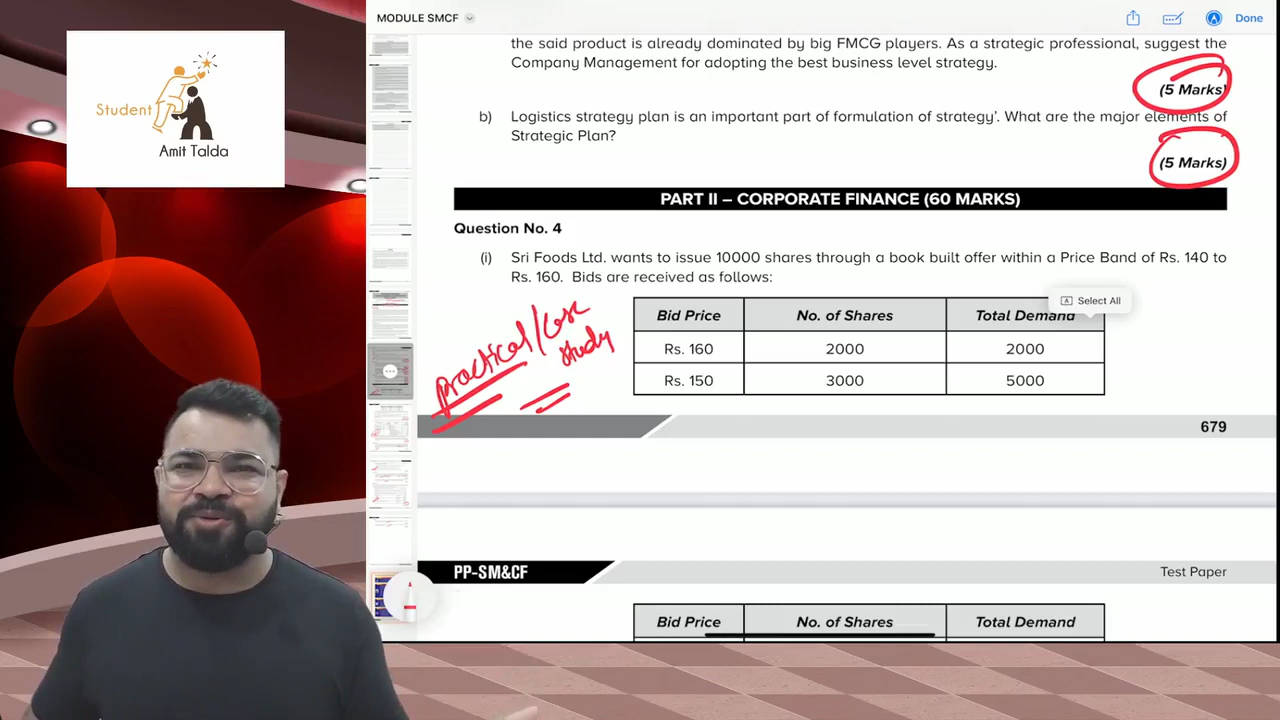 MODULE SMCF
Done
Student
Amit Talda
the said product is already dominated by big FMCG players. As a strategic professional, suggest the
Company Management for adopting the best business level strategy.
(5 Marks)
b) Logistics strategy plan is an important part of formulation of strategy'. What are the major elements of
Strategic Plan?
(5 Marks)
PART II – CORPORATE FINANCE (60 MARKS)
Question No. 4
(i) Sri Foods Ltd. want to issue 10000 shares through a book built offer within a Price band of Rs. 140 to
Rs. 160. Bids are received as follows:
All
Practical/Case
study
Bid Price No. of Shares Total Demand
Rs. 160 2000 2000
Rs. 150 3000 5000
679
PP-SM&CF Test Paper
Bid Price No. of Shares Total Demand